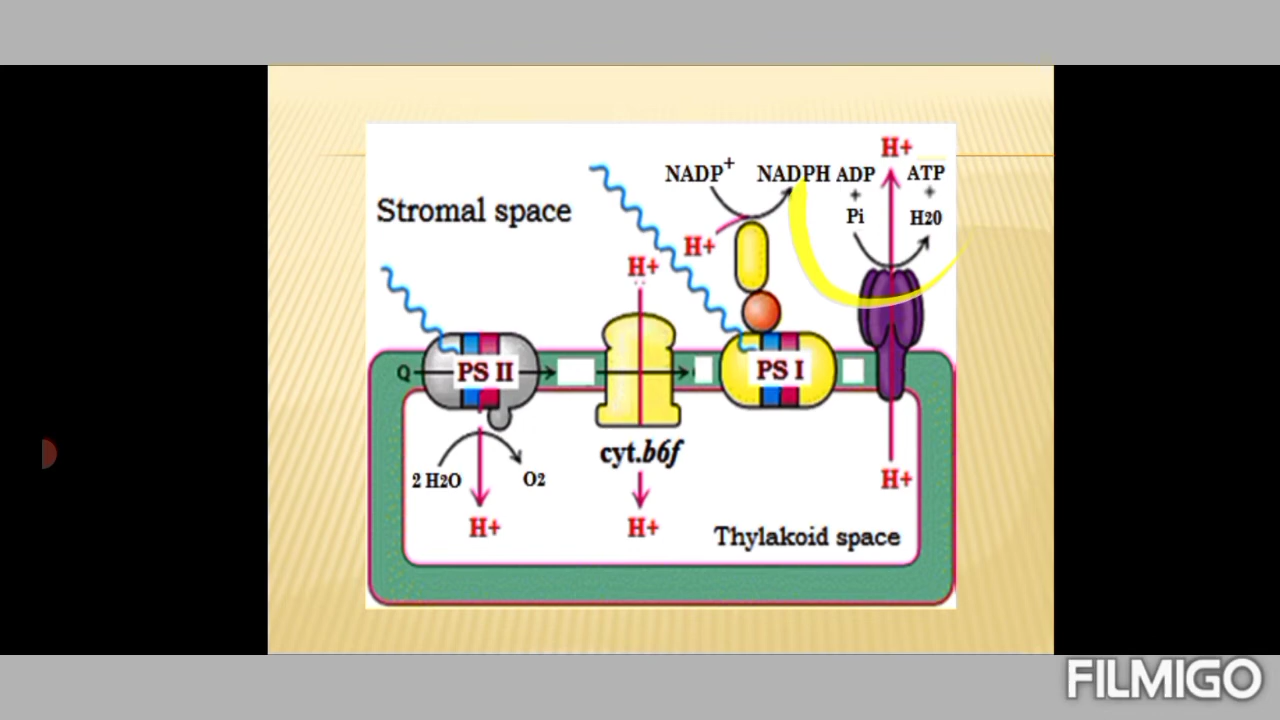 H+
NADP+
NADPH
ADP
+
Pi
ATP
+
H20
Stromal space
H+
H+
Q
PS II
PS I
cyt.b6f
2 H2O
O2
H+
H+
H+
Thylakoid space
FILMIGO